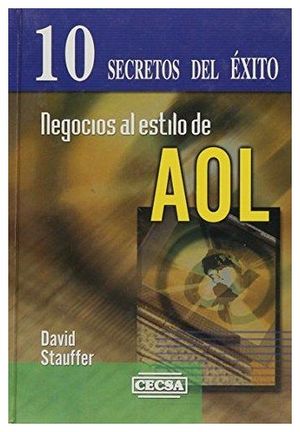 10 SECRETOS DEL ÉXITO
Negocios al estilo de
AOL
David
Stauffer
CECSA